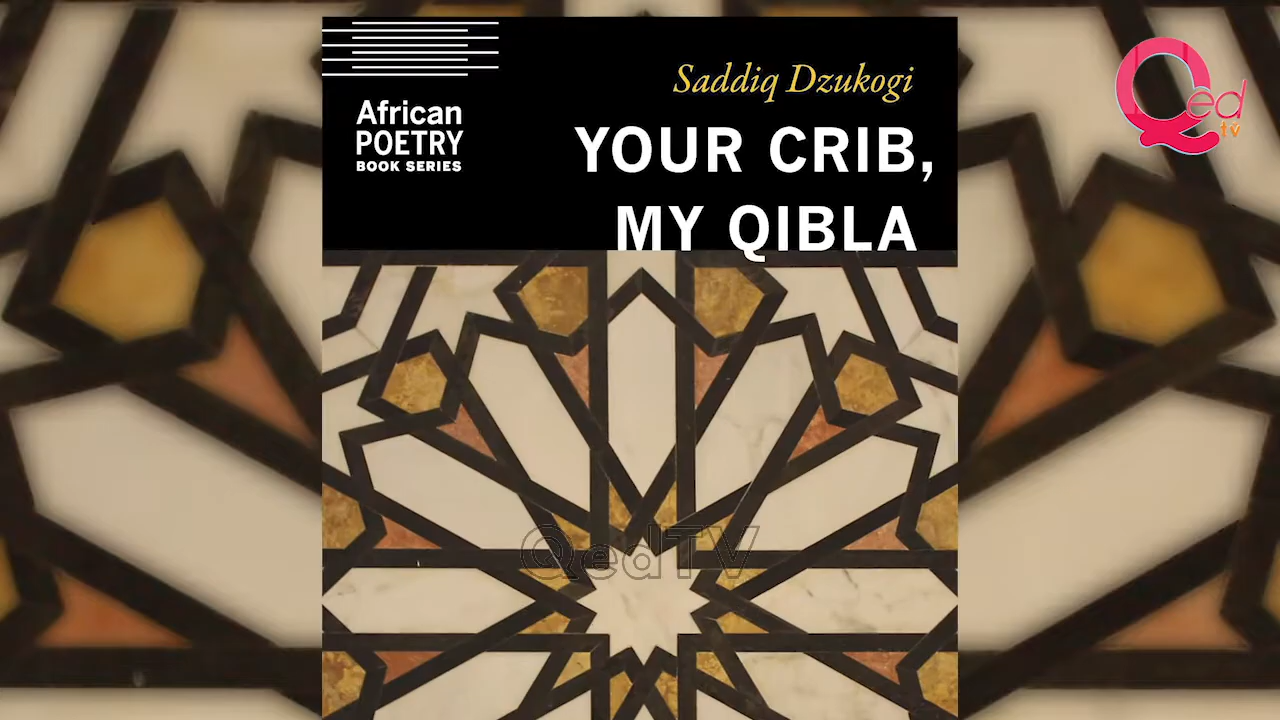 Saddiq Dzukogi
African
POETRY
BOOK SERIES
YOUR CRIB,
MY QIBLA
Qed
tv
QedTV